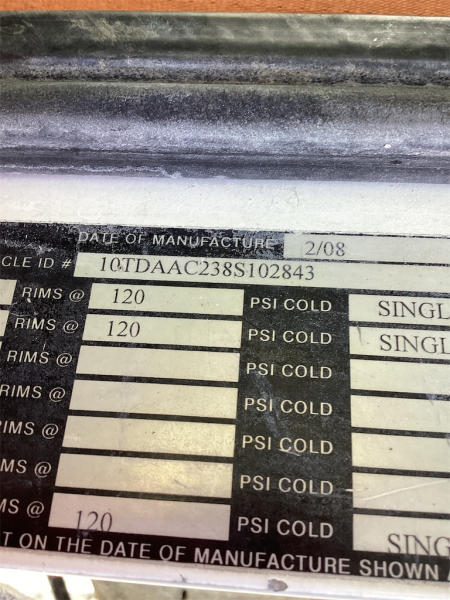 DATE OF MANUFACTURE 2/08
CLE ID # 10TDAAC238S102843
RIMS @ 120 PSI COLD SINGL
RIMS @ 120 PSI COLD SINGL
RIMS @ PSI COLD
RIMS @ PSI COLD
RIMS @ PSI COLD
MS @ PSI COLD
MS @ 120 PSI COLD SING
T ON THE DATE OF MANUFACTURE SHOWN